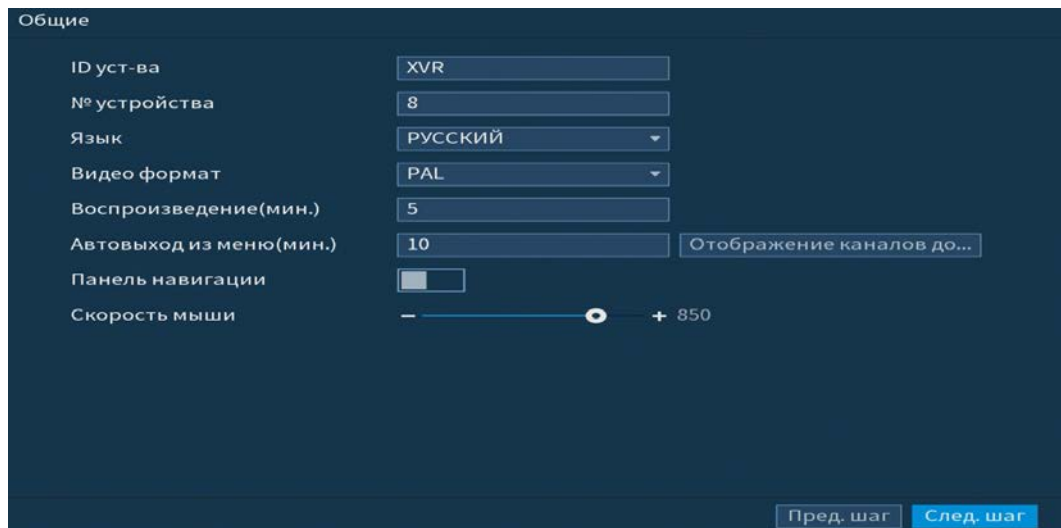 Общие
ID уст-ва XVR
№ устройства 8
Язык РУССКИЙ
Видео формат PAL
Воспроизведение(мин.) 5
Автовыход из меню(мин.) 10 Отображение каналов до...
Панель навигации
Скорость мыши − + 850
Пред. шаг След. шаг